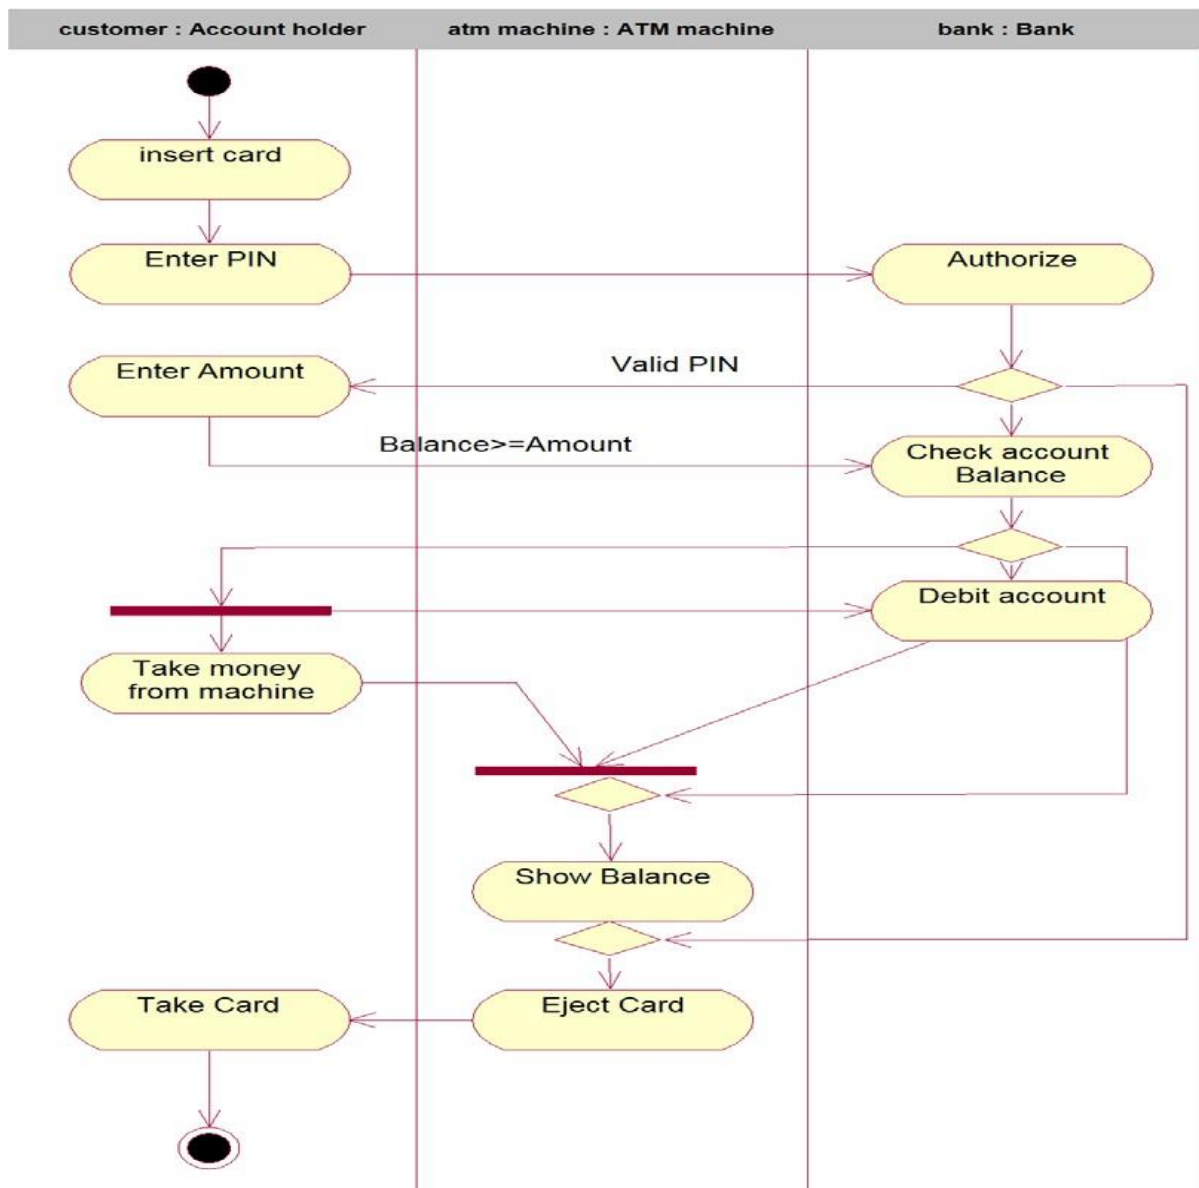 customer : Account holder
atm machine : ATM machine
bank : Bank
insert card
Enter PIN
Authorize
Valid PIN
Enter Amount
Balance>=Amount
Check account
Balance
Debit account
Take money
from machine
Show Balance
Take Card
Eject Card